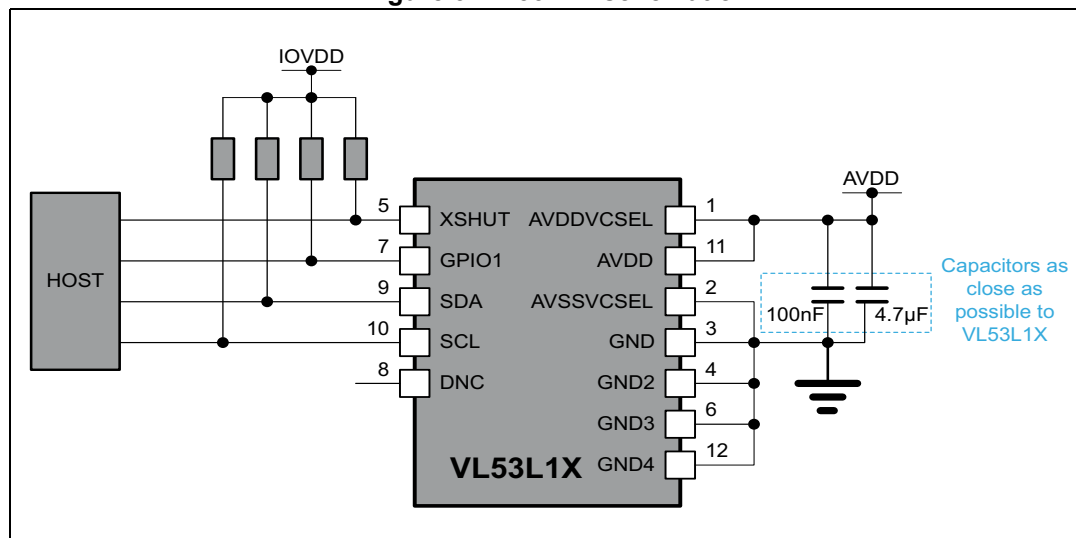 IOVDD
HOST
5
7
9
10
8
XSHUT
GPIO1
SDA
SCL
DNC
AVDDVCSEL
AVDD
AVSSVCSEL
GND
GND2
GND3
GND4
VL53L1X
1
11
2
3
4
6
12
AVDD
100nF
4.7µF
Capacitors as
close as
possible to
VL53L1X